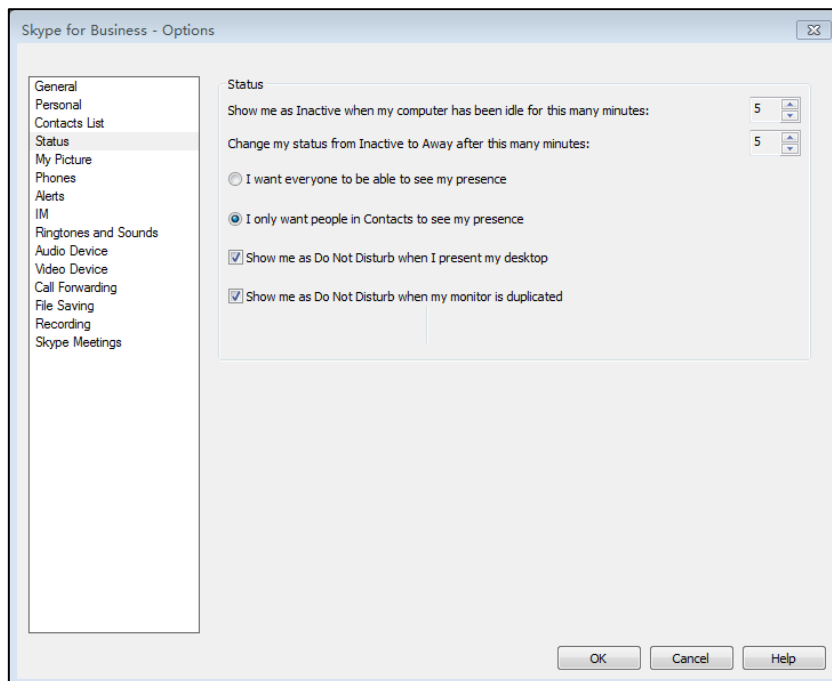 Skype for Business - Options
General
Personal
Contacts List
Status
My Picture
Phones
Alerts
IM
Ringtones and Sounds
Audio Device
Video Device
Call Forwarding
File Saving
Recording
Skype Meetings
Status
Show me as Inactive when my computer has been idle for this many minutes: 5
Change my status from Inactive to Away after this many minutes: 5
I want everyone to be able to see my presence
I only want people in Contacts to see my presence
Show me as Do Not Disturb when I present my desktop
Show me as Do Not Disturb when my monitor is duplicated
OK Cancel Help